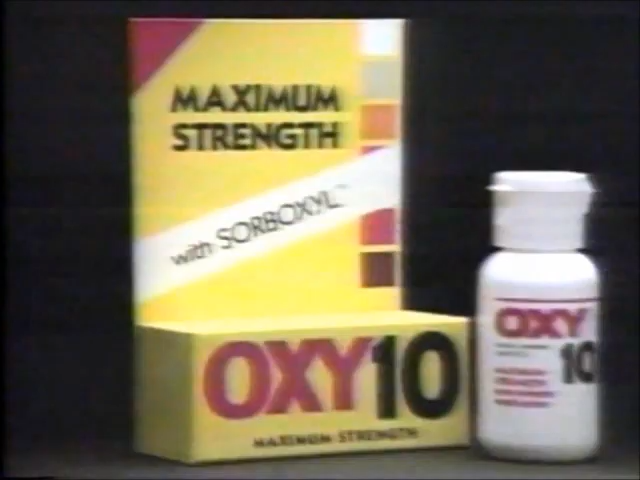 MAXIMUM
STRENGTH
with SORBOXYL™
OXY10
MAXIMUM STRENGTH
OXY
10